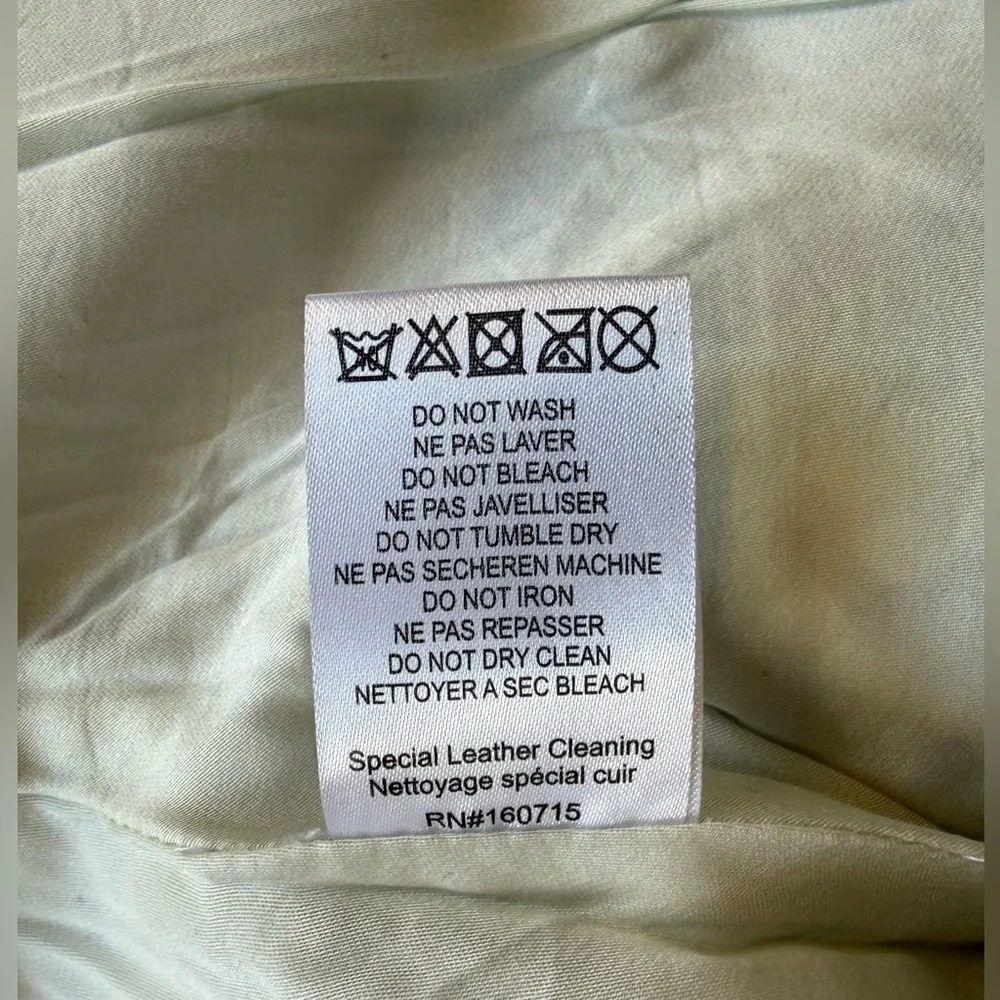 DO NOT WASH
NE PAS LAVER
DO NOT BLEACH
NE PAS JAVELLISER
DO NOT TUMBLE DRY
NE PAS SECHEREN MACHINE
DO NOT IRON
NE PAS REPASSER
DO NOT DRY CLEAN
NETTOYER A SEC BLEACH
Special Leather Cleaning
Nettoyage spécial cuir
RN#160715